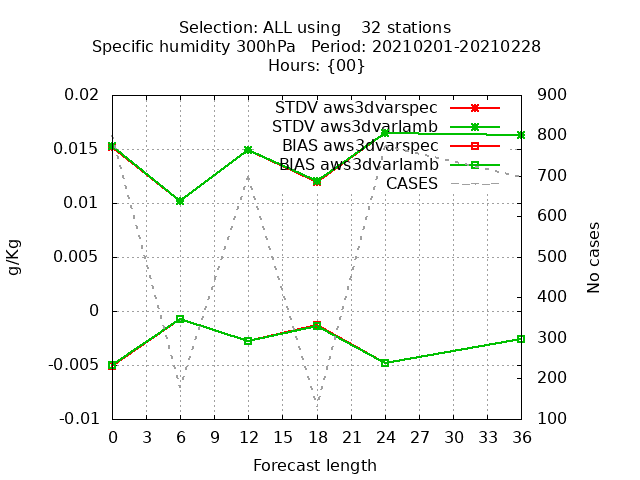 Selection: ALL using    32 stations
Specific humidity 300hPa   Period: 20210201-20210228
Hours: {00}
STDV aws3dvarspec
STDV aws3dvarlamb
BIAS aws3dvarspec
BIAS aws3dvarlamb
CASES
0.02
0.015
0.01
0.005
0
-0.005
-0.01
g/Kg
900
800
700
600
500
400
300
200
100
No cases
0 3 6 9 12 15 18 21 24 27 30 33 36
Forecast length